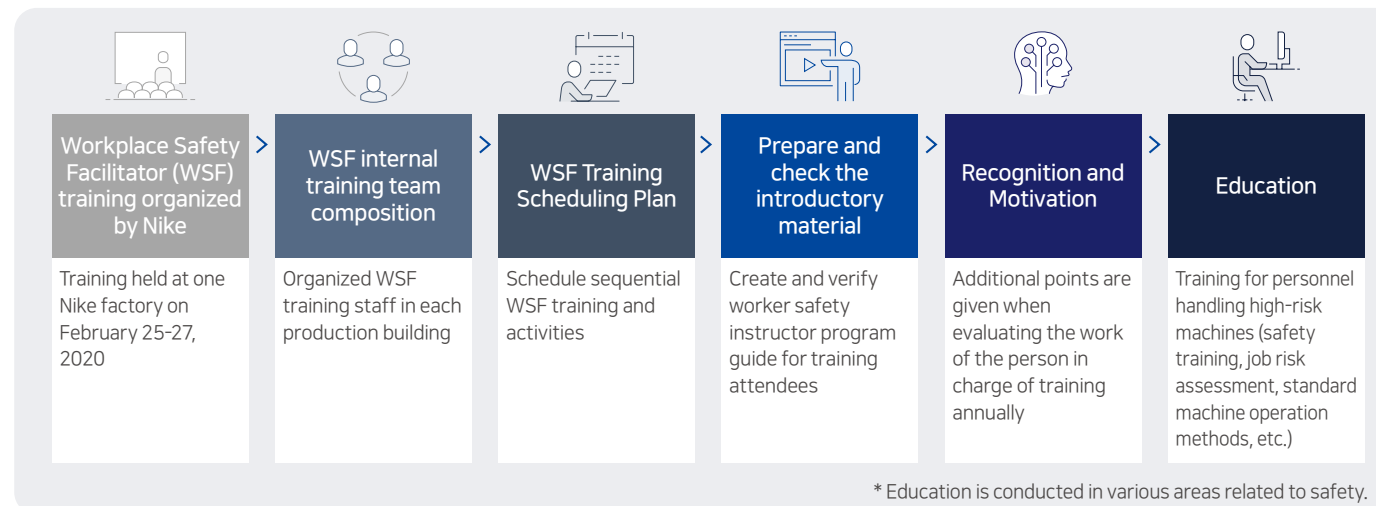 Workplace Safety
Facilitator (WSF)
training organized
by Nike
>
WSF internal
training team
composition
>
WSF Training
Scheduling Plan
>
Prepare and
check the
introductory
material
>
Recognition and
Motivation
>
Education
Training held at one
Nike factory on
February 25-27,
2020
Organized WSF
training staff in each
production building
Schedule sequential
WSF training and
activities
Create and verify
worker safety
instructor program
guide for training
attendees
Additional points are
given when
evaluating the work
of the person in
charge of training
annually
Training for personnel
handling high-risk
machines (safety
training, job risk
assessment, standard
machine operation
methods, etc.)
* Education is conducted in various areas related to safety.